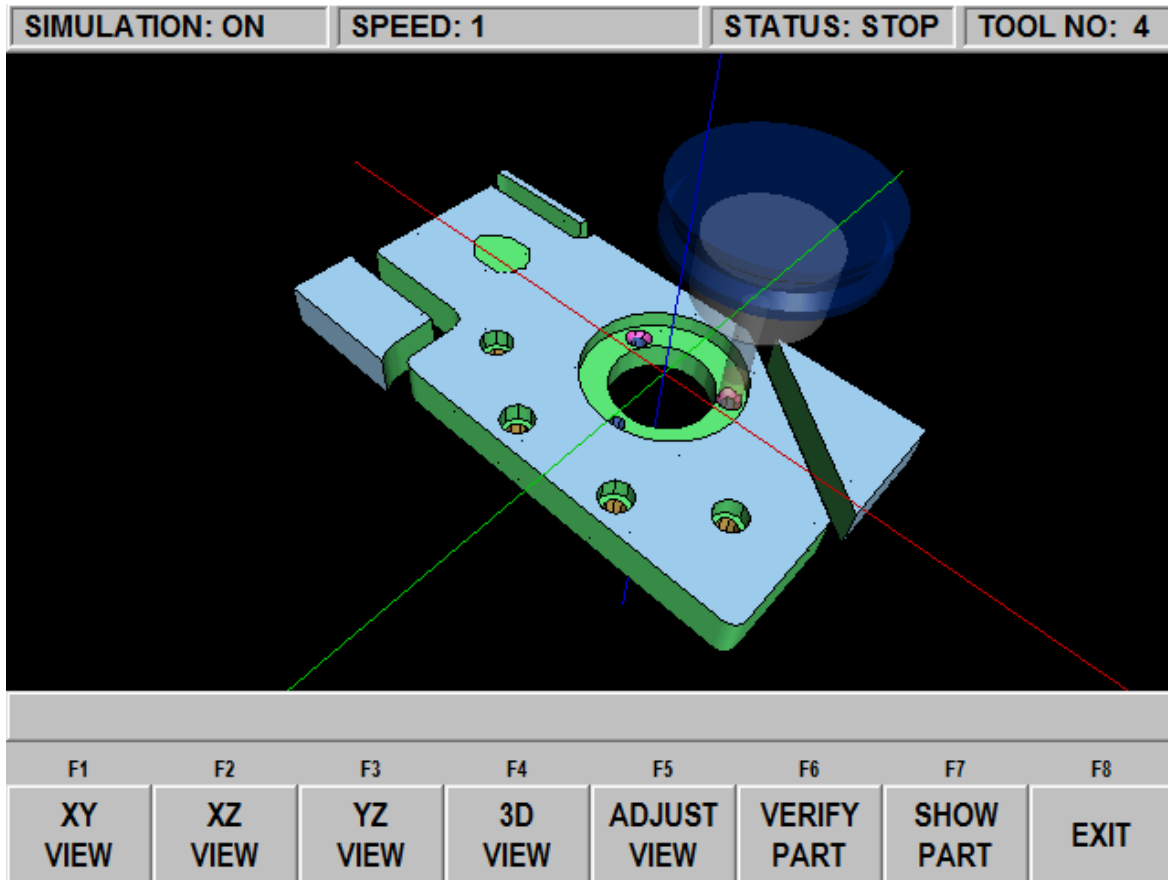 SIMULATION: ON SPEED: 1 STATUS: STOP TOOL NO: 4
F1 F2 F3 F4 F5 F6 F7 F8
XY VIEW
XZ VIEW
YZ VIEW
3D VIEW
ADJUST VIEW
VERIFY PART
SHOW PART
EXIT